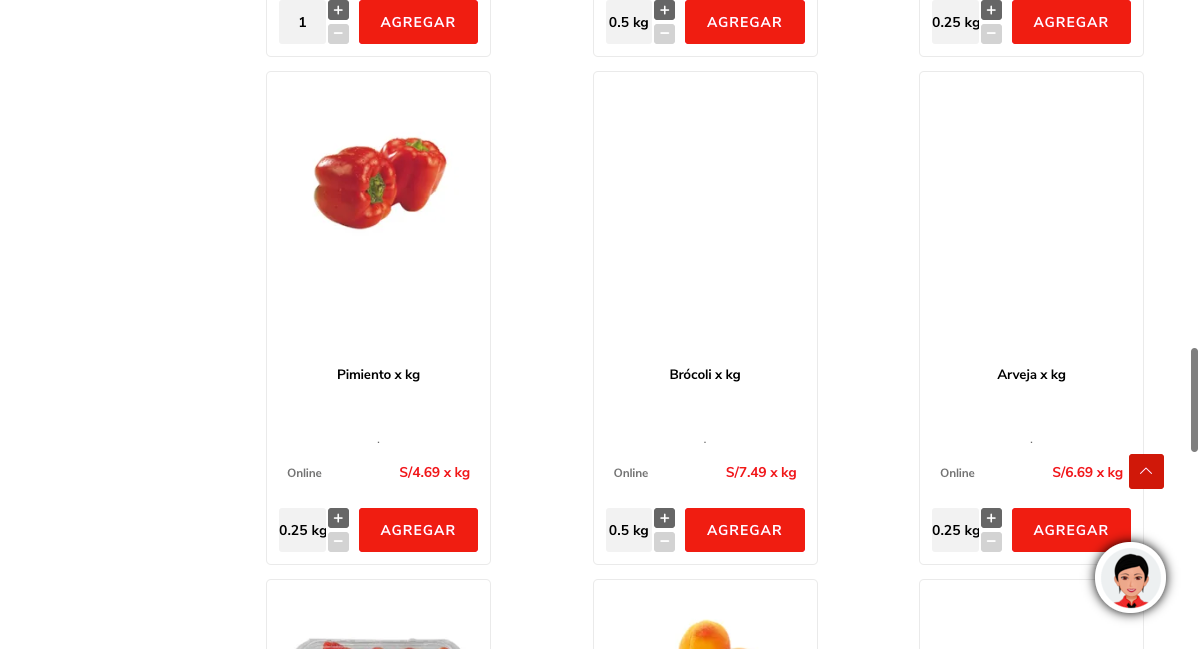 1
+
AGREGAR
−
0.5 kg
+
AGREGAR
−
0.25 kg
+
AGREGAR
−
Pimiento x kg
.
Online
S/4.69 x kg
0.25 kg
+
AGREGAR
−
Brócoli x kg
.
Online
S/7.49 x kg
0.5 kg
+
AGREGAR
−
Arveja x kg
.
Online
S/6.69 x kg
0.25 kg
+
AGREGAR
−